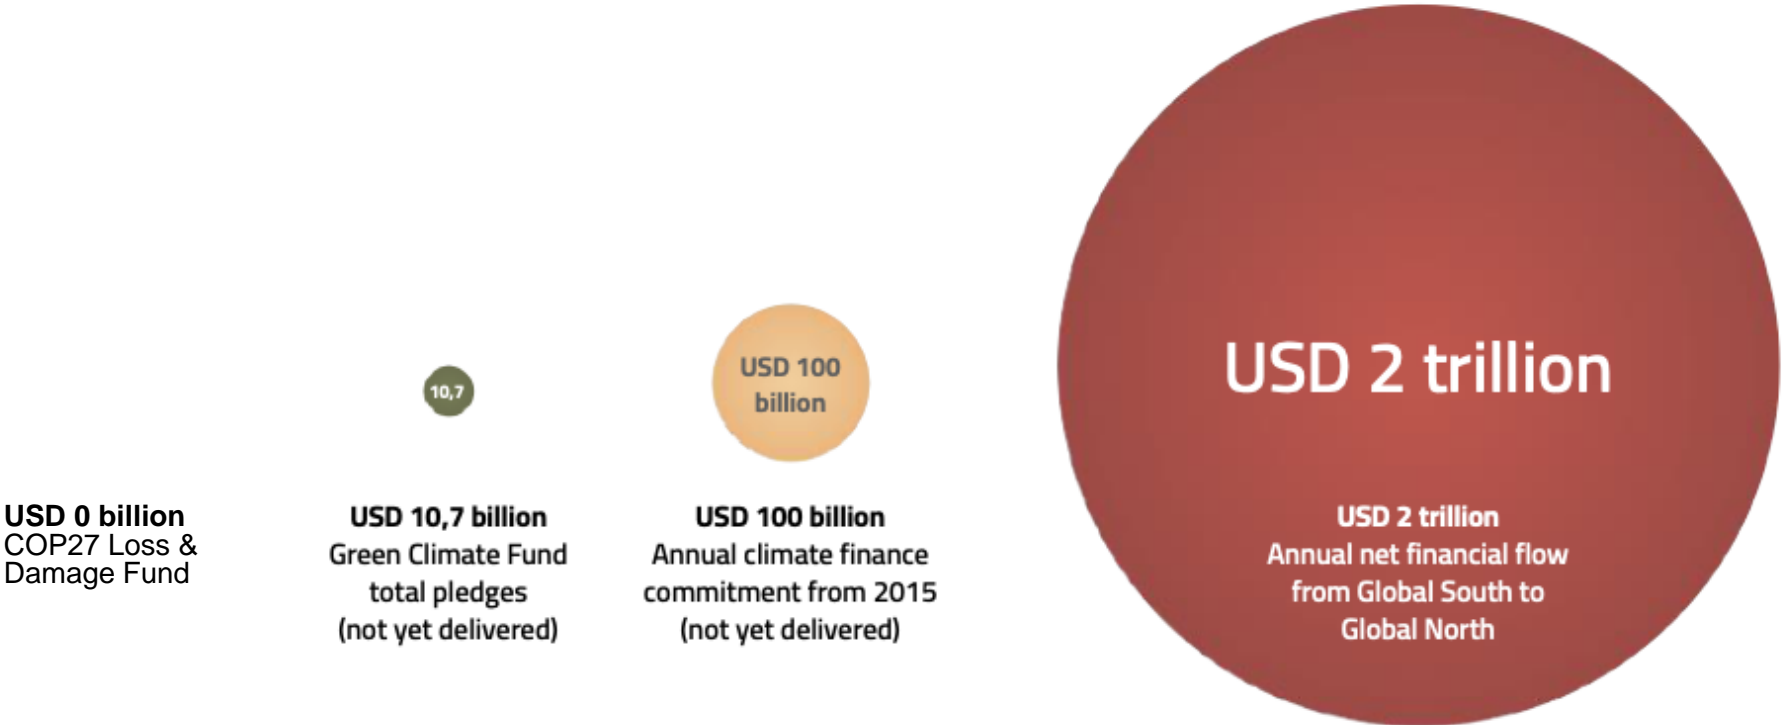 USD 0 billion
COP27 Loss &
Damage Fund
10,7
USD 10,7 billion
Green Climate Fund
total pledges
(not yet delivered)
USD 100
billion
USD 100 billion
Annual climate finance
commitment from 2015
(not yet delivered)
USD 2 trillion
USD 2 trillion
Annual net financial flow
from Global South to
Global North